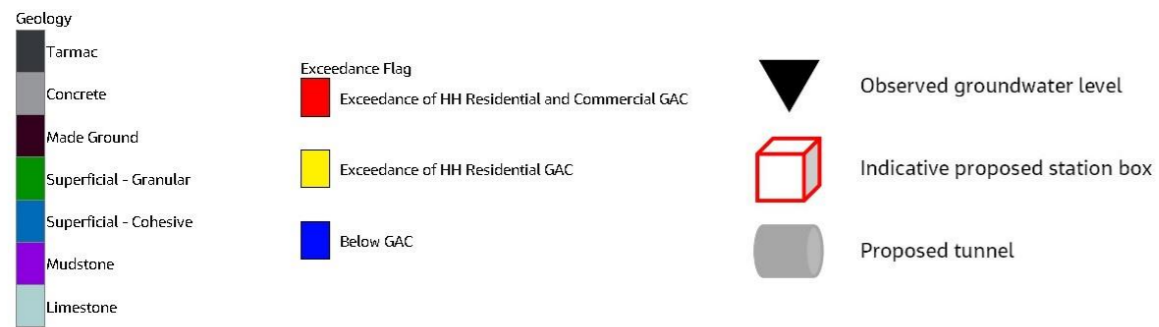 Geology
Tarmac
Concrete
Made Ground
Superficial - Granular
Superficial - Cohesive
Mudstone
Limestone
Exceedance Flag
Exceedance of HH Residential and Commercial GAC
Exceedance of HH Residential GAC
Below GAC
Observed groundwater level
Indicative proposed station box
Proposed tunnel